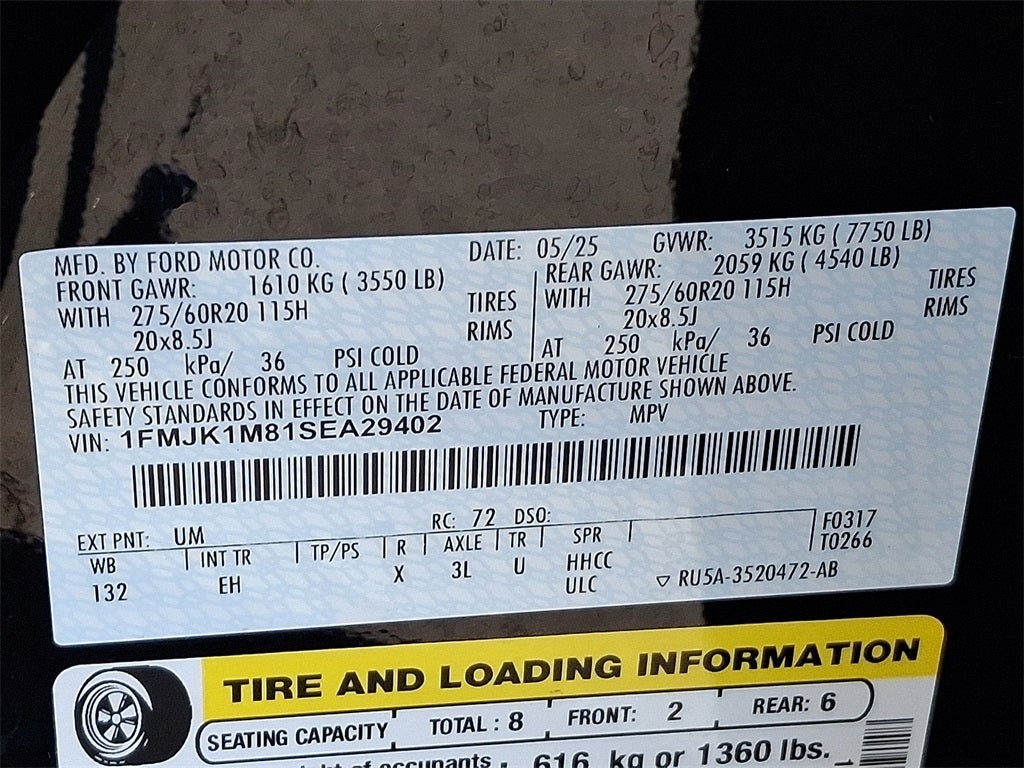 MFD. BY FORD MOTOR CO. DATE: 05/25 GVWR: 3515 KG ( 7750 LB)
FRONT GAWR: 1610 KG ( 3550 LB) REAR GAWR: 2059 KG ( 4540 LB)
WITH 275/60R20 115H TIRES WITH 275/60R20 115H TIRES
20x8.5J RIMS 20x8.5J RIMS
AT 250 kPa/ 36 PSI COLD AT 250 kPa/ 36 PSI COLD
THIS VEHICLE CONFORMS TO ALL APPLICABLE FEDERAL MOTOR VEHICLE
SAFETY STANDARDS IN EFFECT ON THE DATE OF MANUFACTURE SHOWN ABOVE.
VIN: 1FMJK1M81SEA29402 TYPE: MPV
EXT PNT: UM RC: 72 DSO: F0317
WB INT TR TP/PS R AXLE TR SPR T0266
132 EH X 3L U HHCC
ULC ▽ RU5A-3520472-AB
TIRE AND LOADING INFORMATION
SEATING CAPACITY TOTAL : 8 FRONT: 2 REAR: 6
of occupants 616 kg or 1360 lbs.